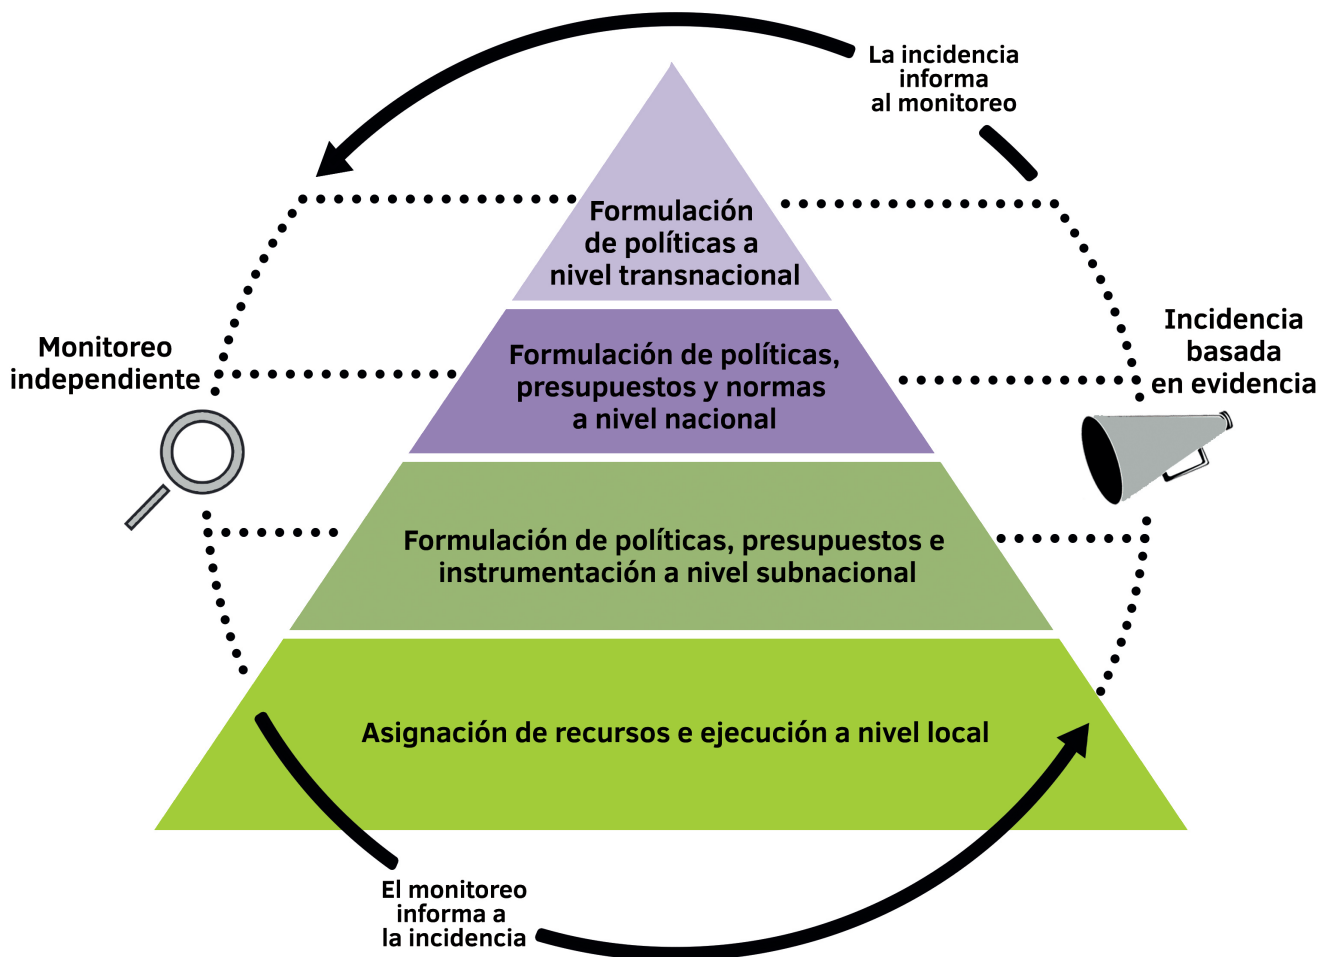 La incidencia
informa
al monitoreo
Formulación
de políticas a
nivel transnacional
Monitoreo
independiente
Formulación de políticas,
presupuestos y normas
a nivel nacional
Incidencia
basada
en evidencia
Formulación de políticas, presupuestos e
instrumentación a nivel subnacional
Asignación de recursos e ejecución a nivel local
El monitoreo
informa a
la incidencia